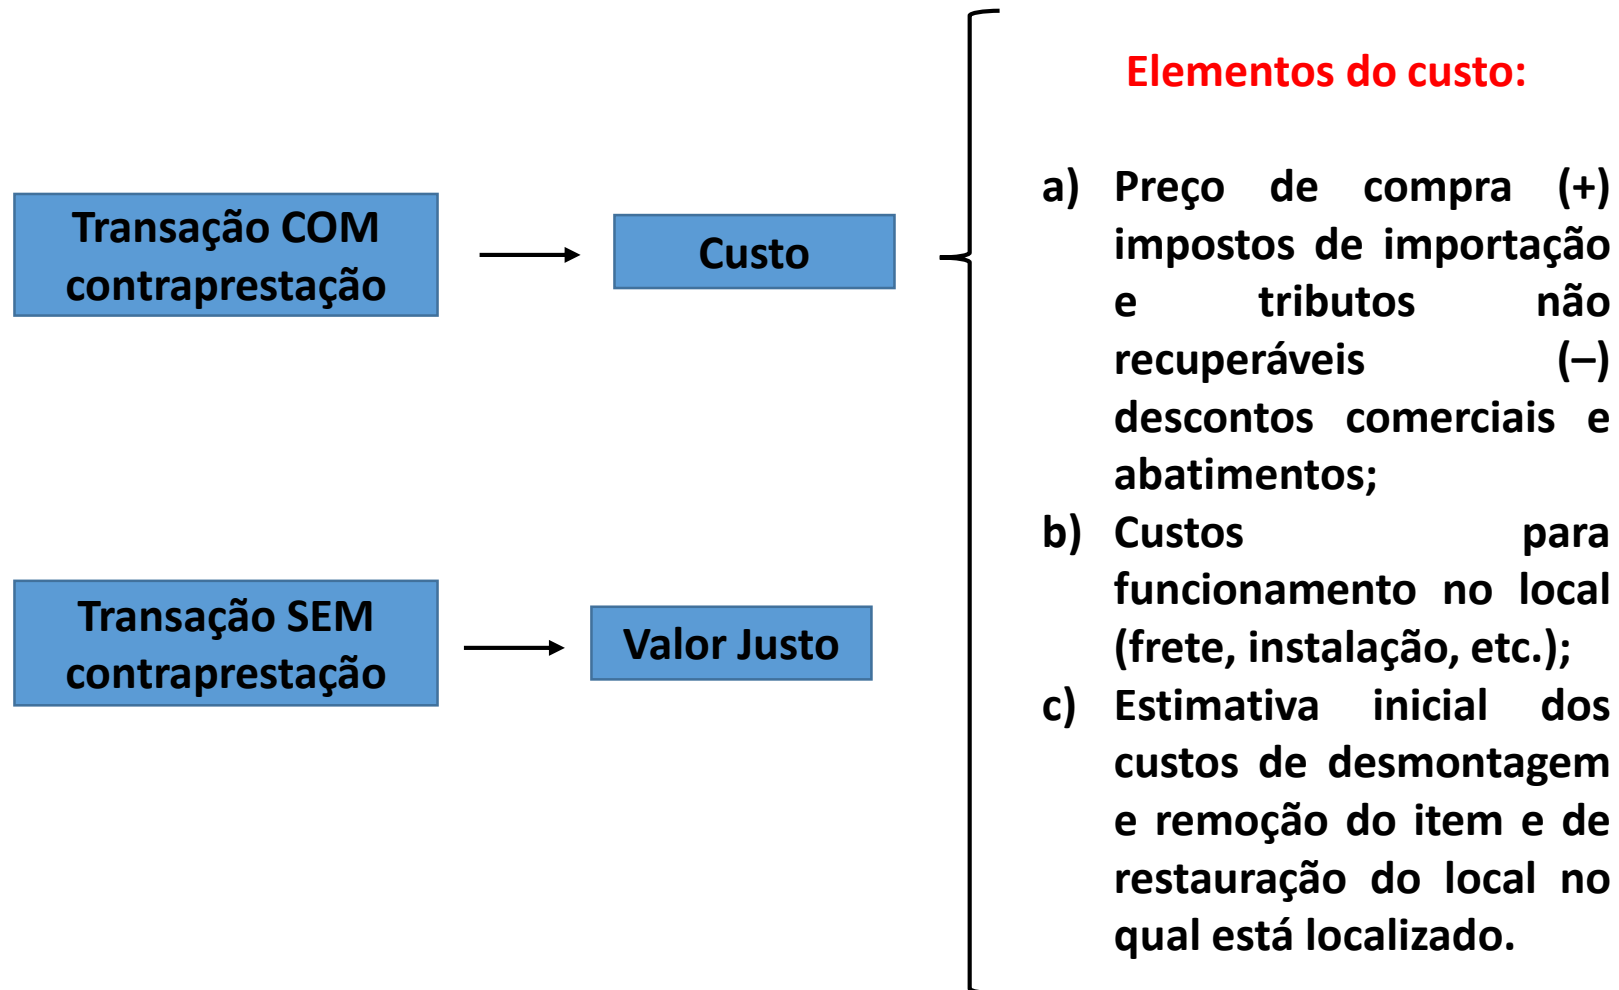 Transação COM
contraprestação
Custo
Transação SEM
contraprestação
Valor Justo
Elementos do custo:
a) Preço de compra (+)
impostos de importação
e tributos não
recuperáveis (–)
descontos comerciais e
abatimentos;
b) Custos para
funcionamento no local
(frete, instalação, etc.);
c) Estimativa inicial dos
custos de desmontagem
e remoção do item e de
restauração do local no
qual está localizado.